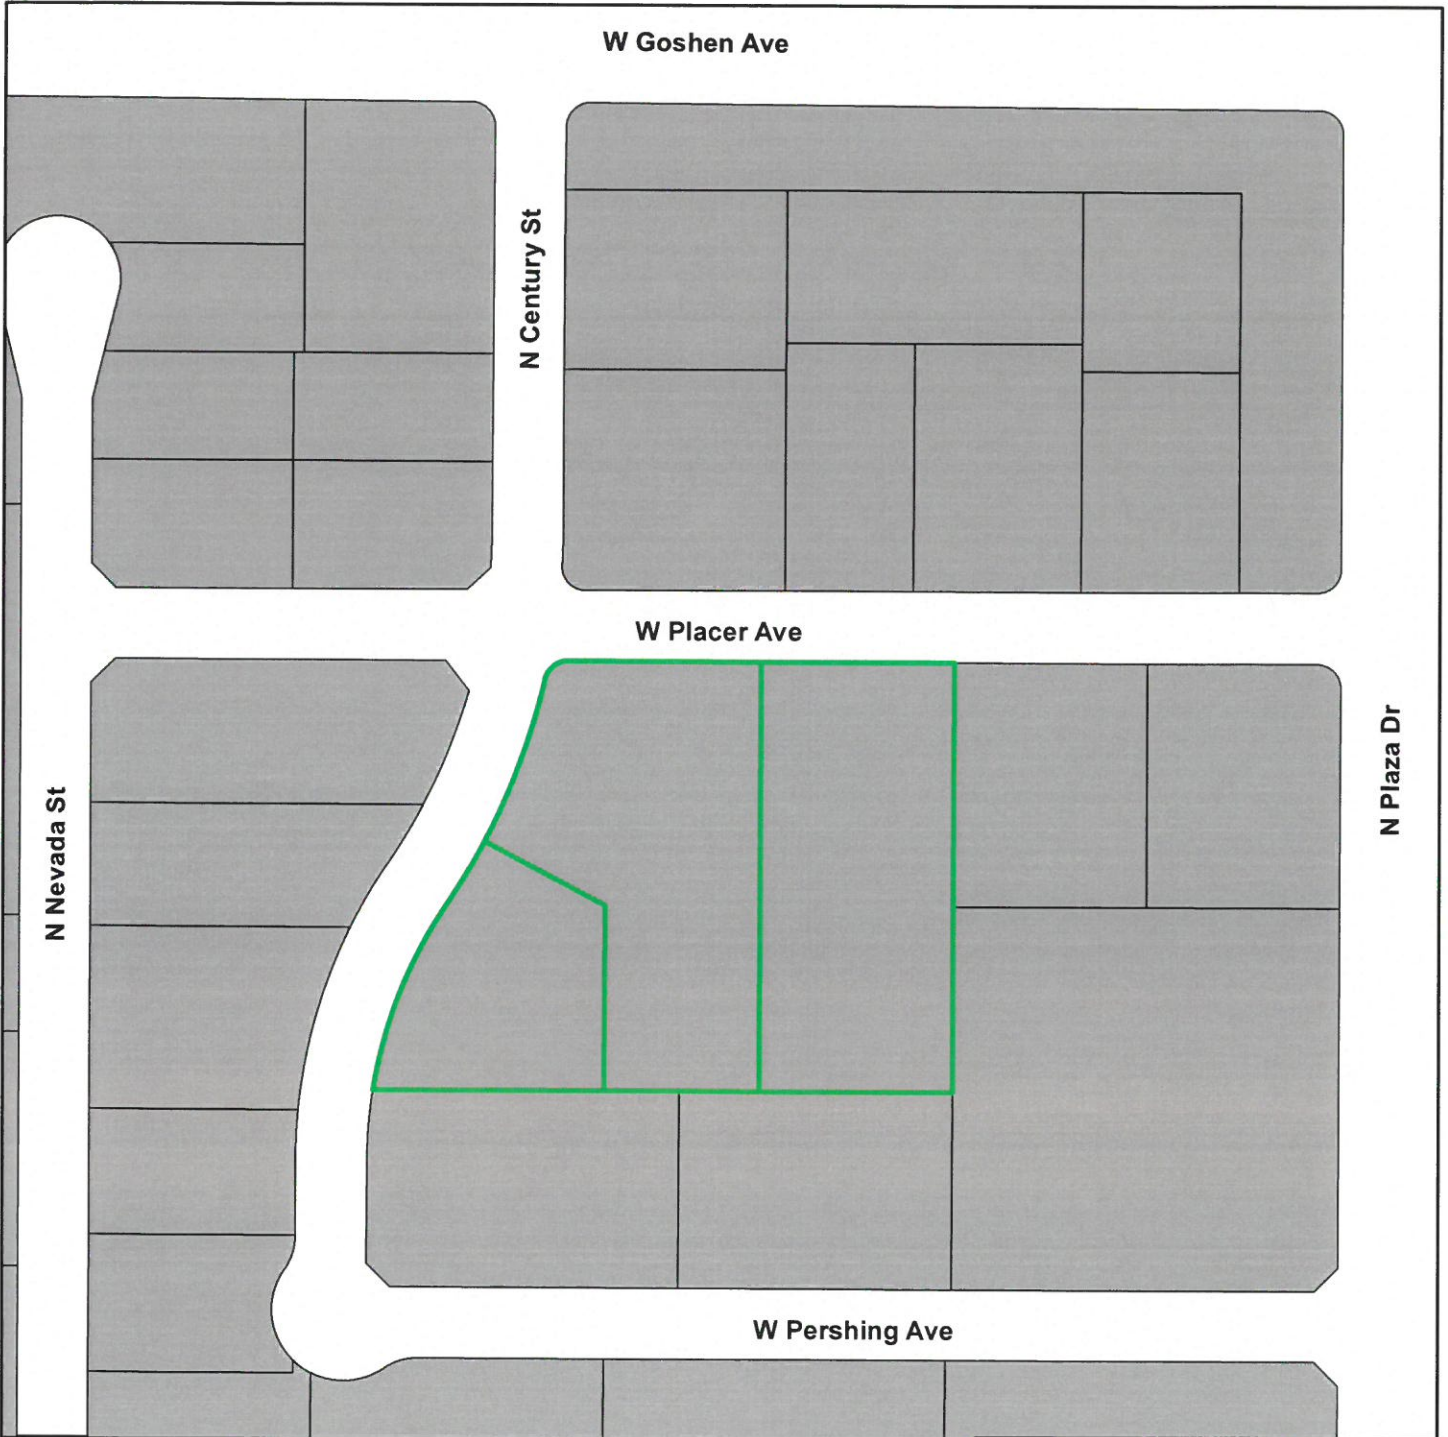 W Goshen Ave
N Century St
W Placer Ave
N Nevada St
N Plaza Dr
W Pershing Ave